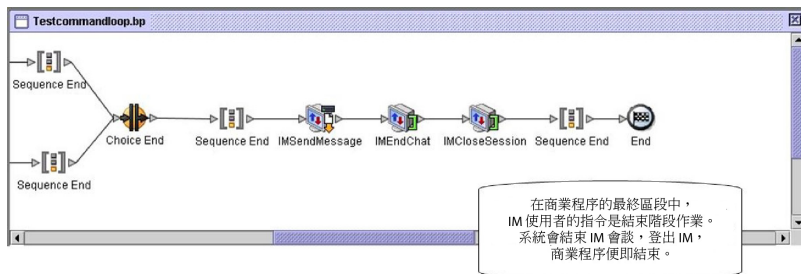 Testcommandloop.bp
Sequence End
Choice End
Sequence End
IMSendMessage
IMEndChat
IMCloseSession
Sequence End
End
Sequence End
在商業程序的最終區段中，
IM 使用者的指令是結束階段作業。
系統會結束 IM 會談，登出 IM，
商業程序便即結束。